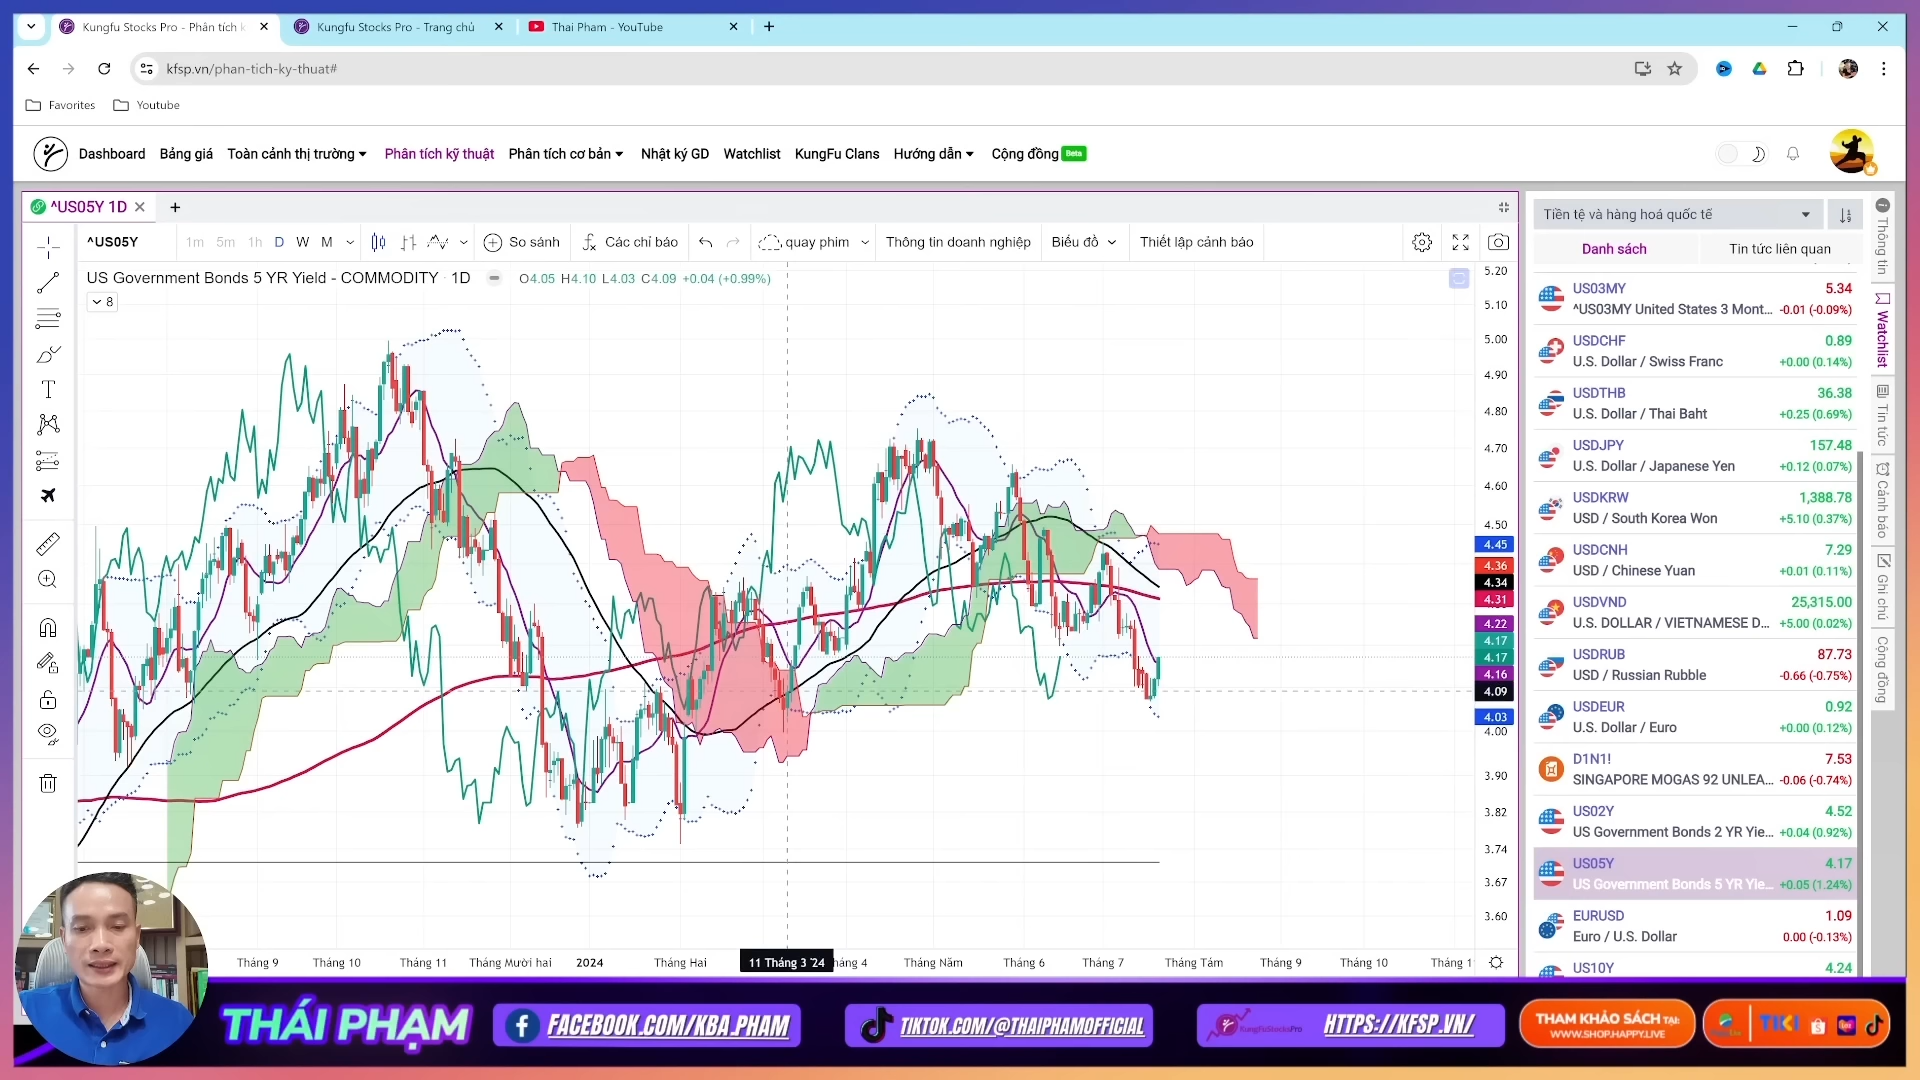 Kungfu Stocks Pro - Phân tích k
Kungfu Stocks Pro - Trang chủ
Thai Pham - YouTube
kfsp.vn/phan-tich-ky-thuat#
Favorites
Youtube
Dashboard
Bảng giá
Toàn cảnh thị trường
Phân tích kỹ thuật
Phân tích cơ bản
Nhật ký GD
Watchlist
KungFu Clans
Hướng dẫn
Cộng đồng
Beta
^US05Y 1D
^US05Y
1m 5m 1h D W M
So sánh
Các chỉ báo
quay phim
Thông tin doanh nghiệp
Biểu đồ
Thiết lập cảnh báo
US Government Bonds 5 YR Yield - COMMODITY · 1D
O4.05 H4.10 L4.03 C4.09 +0.04 (+0.99%)
8
5.20
5.10
5.00
4.90
4.80
4.70
4.60
4.50
4.45
4.36
4.34
4.31
4.22
4.17
4.17
4.16
4.09
4.03
4.00
3.90
3.82
3.74
3.67
3.60
Tháng 9
Tháng 10
Tháng 11
Tháng Mười hai
2024
Tháng Hai
11 Tháng 3 '24
háng 4
Tháng Năm
Tháng 6
Tháng 7
Tháng Tám
Tháng 9
Tháng 10
Tháng 1
Tiền tệ và hàng hoá quốc tế
Danh sách
Tin tức liên quan
US03MY 5.34
^US03MY United States 3 Mont... -0.01 (-0.09%)
USDCHF 0.89
U.S. Dollar / Swiss Franc +0.00 (0.14%)
USDTHB 36.38
U.S. Dollar / Thai Baht +0.25 (0.69%)
USDJPY 157.48
U.S. Dollar / Japanese Yen +0.12 (0.07%)
USDKRW 1,388.78
USD / South Korea Won +5.10 (0.37%)
USDCNH 7.29
USD / Chinese Yuan +0.01 (0.11%)
USDVND 25,315.00
U.S. DOLLAR / VIETNAMESE D... +5.00 (0.02%)
USDRUB 87.73
USD / Russian Rubble -0.66 (-0.75%)
USDEUR 0.92
U.S. Dollar / Euro +0.00 (0.12%)
D1N1! 7.53
SINGAPORE MOGAS 92 UNLEA... -0.06 (-0.74%)
US02Y 4.52
US Government Bonds 2 YR Yie... +0.04 (0.92%)
US05Y 4.17
US Government Bonds 5 YR Yie... +0.05 (1.24%)
EURUSD 1.09
Euro / U.S. Dollar 0.00 (-0.13%)
US10Y 4.24
Thông tin
Watchlist
Tin tức
Cảnh báo
Ghi chú
Cộng đồng
THÁI PHẠM
FACEBOOK.COM/KBA.PHAM
TIKTOK.COM/@THAIPHAMOFFICIAL
KungFuStocksPro
HTTPS://KFSP.VN/
THAM KHẢO SÁCH TẠI:
WWW.SHOP.HAPPY.LIVE
TIKI